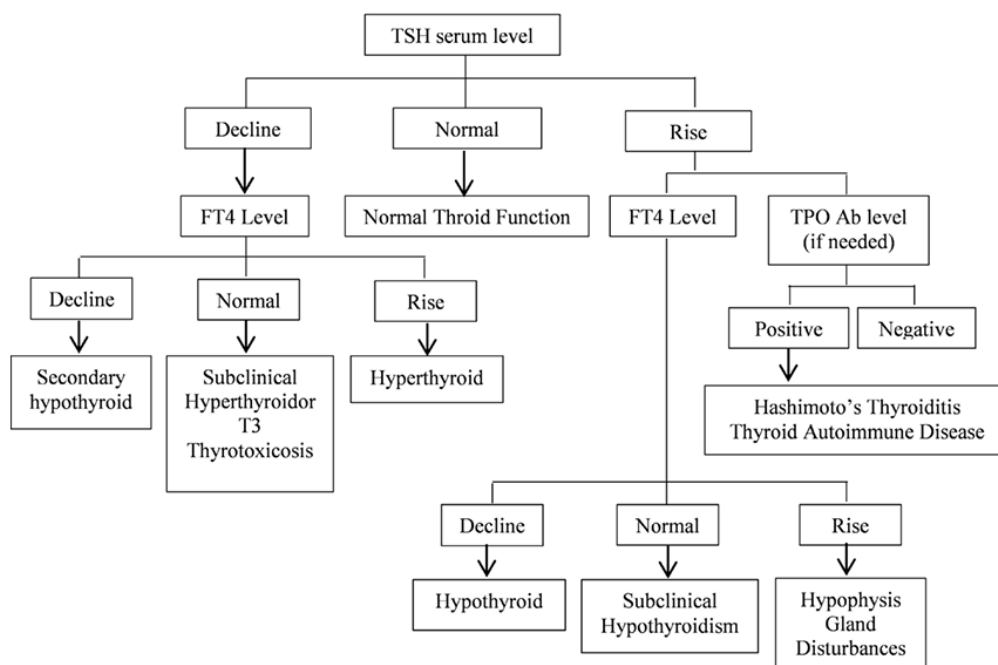 TSH serum level
Decline
Normal
Rise
FT4 Level
Normal Throid Function
FT4 Level
TPO Ab level
(if needed)
Decline
Normal
Rise
Positive
Negative
Secondary
hypothyroid
Subclinical
Hyperthyroidor
T3
Thyrotoxicosis
Hyperthyroid
Hashimoto’s Thyroiditis
Thyroid Autoimmune Disease
Decline
Normal
Rise
Hypothyroid
Subclinical
Hypothyroidism
Hypophysis
Gland
Disturbances